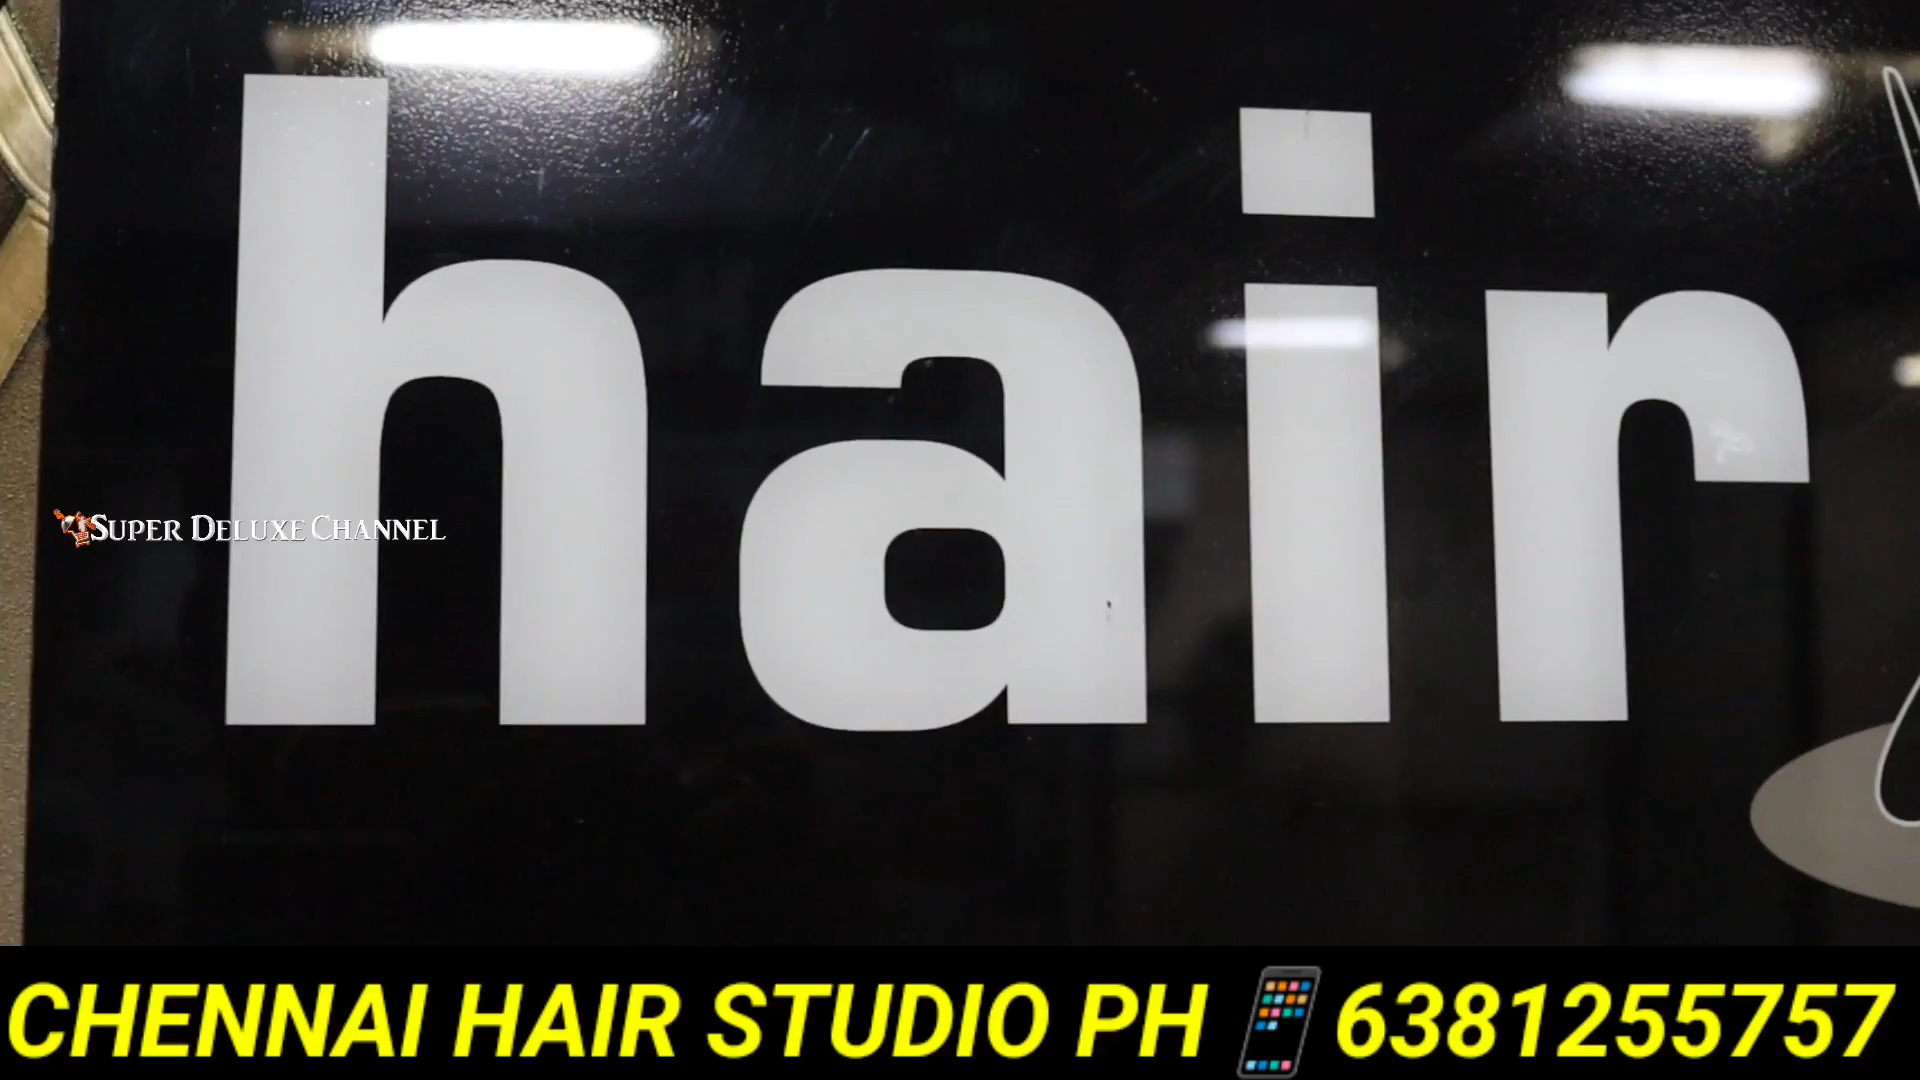 hair
SUPER DELUXE CHANNEL
CHENNAI HAIR STUDIO PH 📱 6381255757